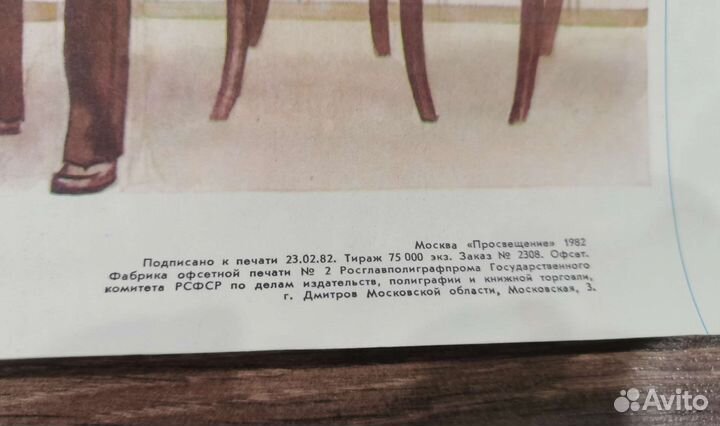 Москва «Просвещение» 1982
Подписано к печати 23.02.82. Тираж 75 000 экз. Заказ № 2308. Офсет.
Фабрика офсетной печати № 2 Росглавполиграфпрома Государственного
комитета РСФСР по делам издательств, полиграфии и книжной торговли,
г. Дмитров Московской области, Московская, 3.
Avito